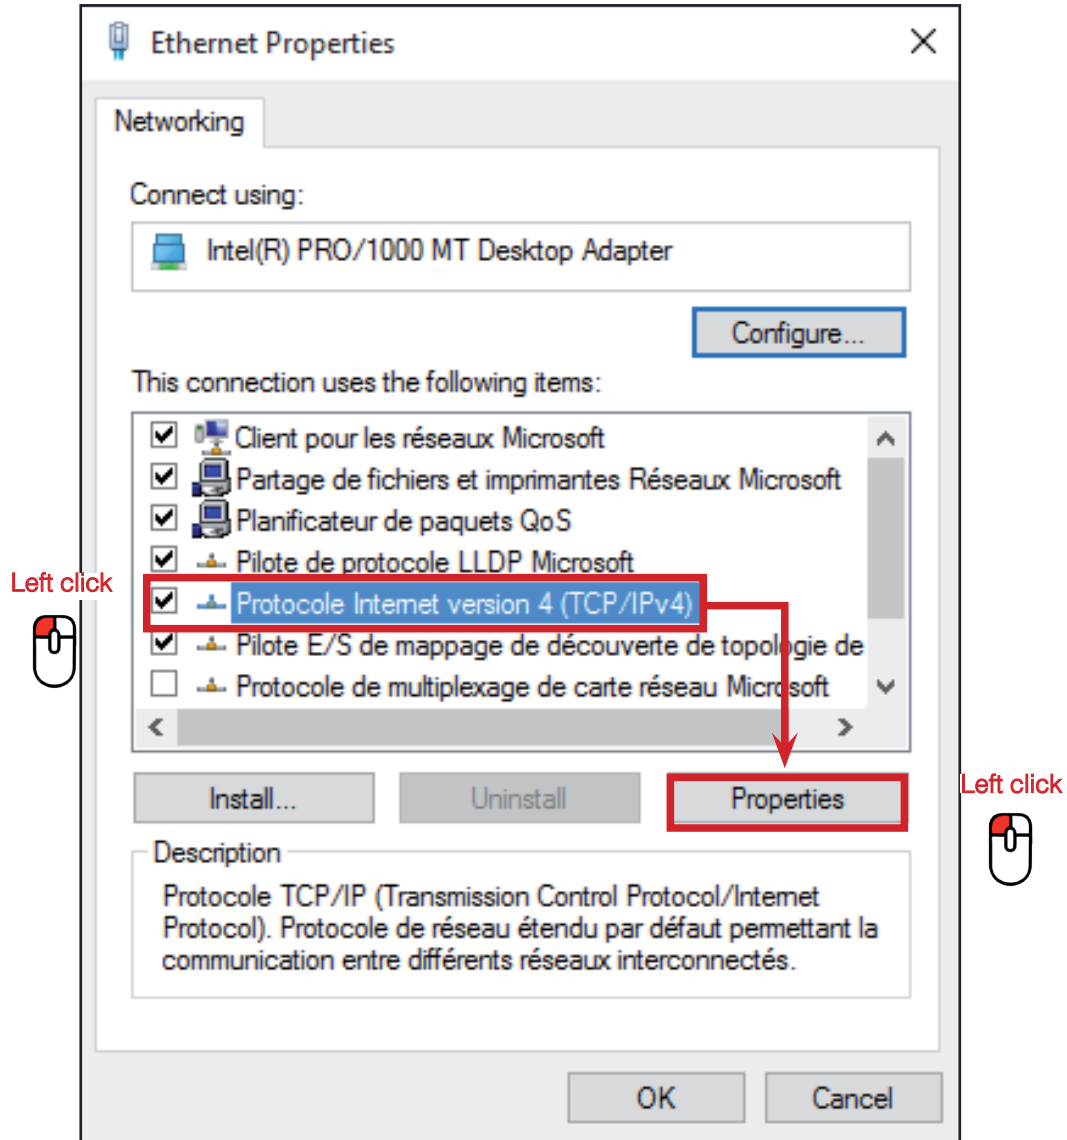 Ethernet Properties
Networking
Connect using:
Intel(R) PRO/1000 MT Desktop Adapter
Configure...
This connection uses the following items:
Client pour les réseaux Microsoft
Partage de fichiers et imprimantes Réseaux Microsoft
Planificateur de paquets QoS
Pilote de protocole LLDP Microsoft
Left click
Protocole Internet version 4 (TCP/IPv4)
Pilote E/S de mappage de découverte de topologie de
Protocole de multiplexage de carte réseau Microsoft
Install...
Uninstall
Properties
Left click
Description
Protocole TCP/IP (Transmission Control Protocol/Internet
Protocol). Protocole de réseau étendu par défaut permettant la
communication entre différents réseaux interconnectés.
OK
Cancel